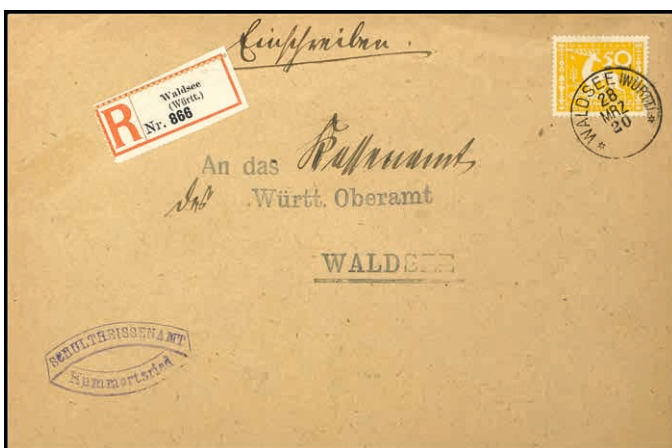 Einschreiben.
50
Waldsee
(Württ.)
R Nr. 866
WALDSEE (WÜRTT.)
28
MRZ
20
An das Kassenamt
des Württ. Oberamt
WALDSEE
SCHULTHEISSENAMT
Hummertsried